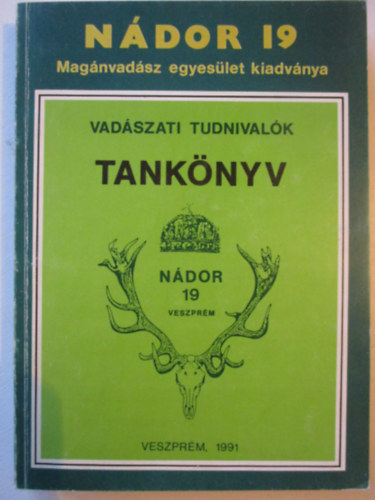 NÁDOR 19
Magánvadász egyesület kiadványa
VADÁSZATI TUDNIVALÓK
TANKÖNYV
NÁDOR
19
VESZPRÉM
VESZPRÉM, 1991